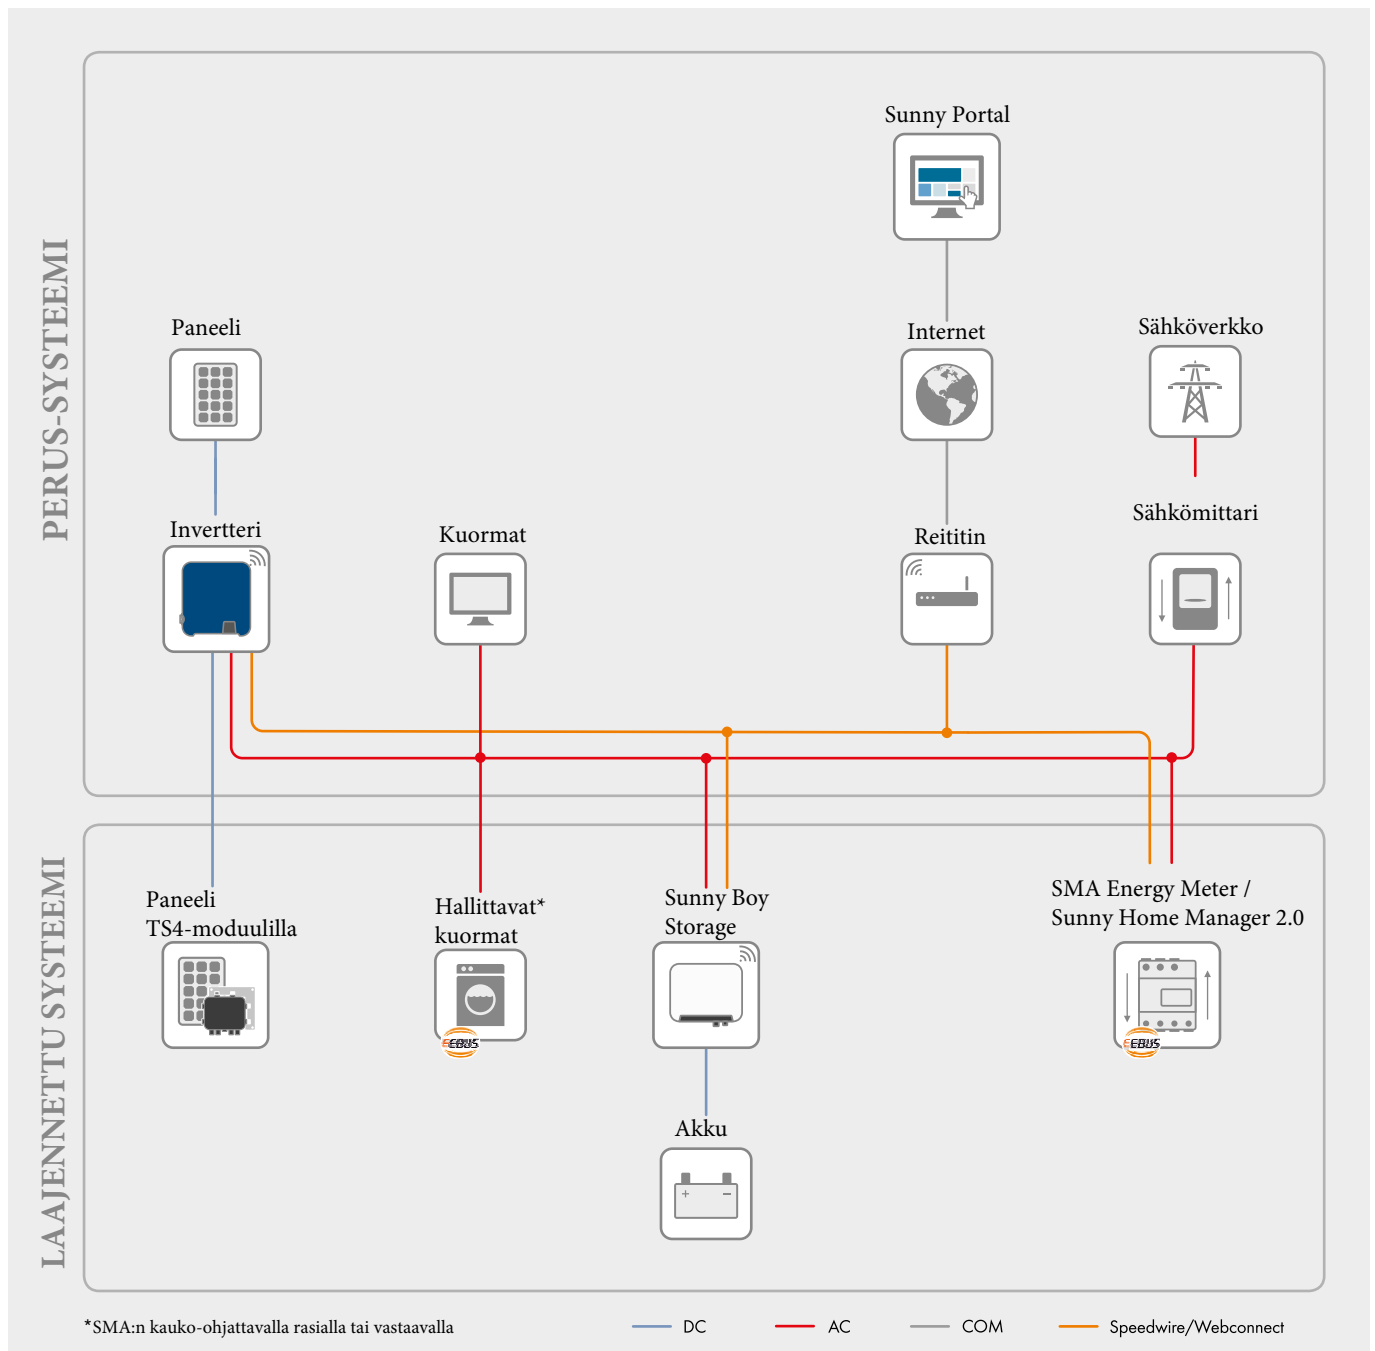 PERUS-SYSTEEMI
Sunny Portal
Paneeli
Internet
Sähköverkko
Invertteri
Kuormat
Reititin
Sähkömittari
LAAJENNETTU SYSTEEMI
Paneeli
TS4-moduulilla
Hallittavat*
kuormat
EEBUS
Sunny Boy
Storage
SMA Energy Meter /
Sunny Home Manager 2.0
EEBUS
Akku
+ −
*SMA:n kauko-ohjattavalla rasialla tai vastaavalla
DC
AC
COM
Speedwire/Webconnect